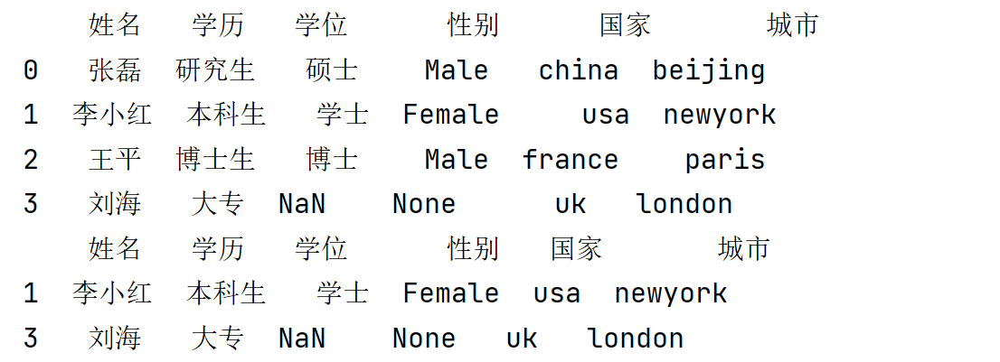 姓名 学历 学位 性别 国家 城市
0 张磊 研究生 硕士 Male china beijing
1 李小红 本科生 学士 Female usa newyork
2 王平 博士生 博士 Male france paris
3 刘海 大专 NaN None uk london
姓名 学历 学位 性别 国家 城市
1 李小红 本科生 学士 Female usa newyork
3 刘海 大专 NaN None uk london